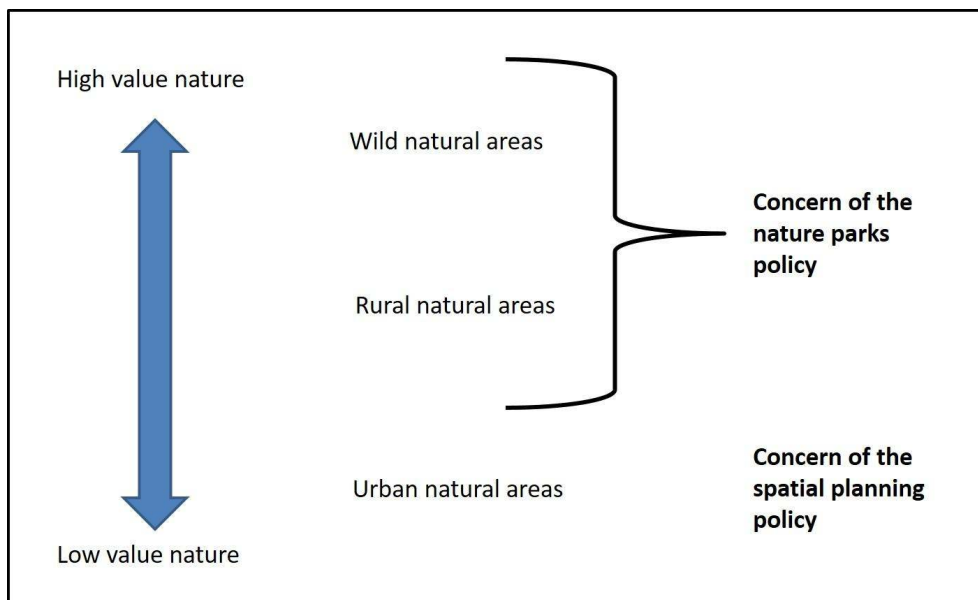 High value nature
Wild natural areas
Concern of the
nature parks
policy
Rural natural areas
Urban natural areas
Concern of the
spatial planning
policy
Low value nature